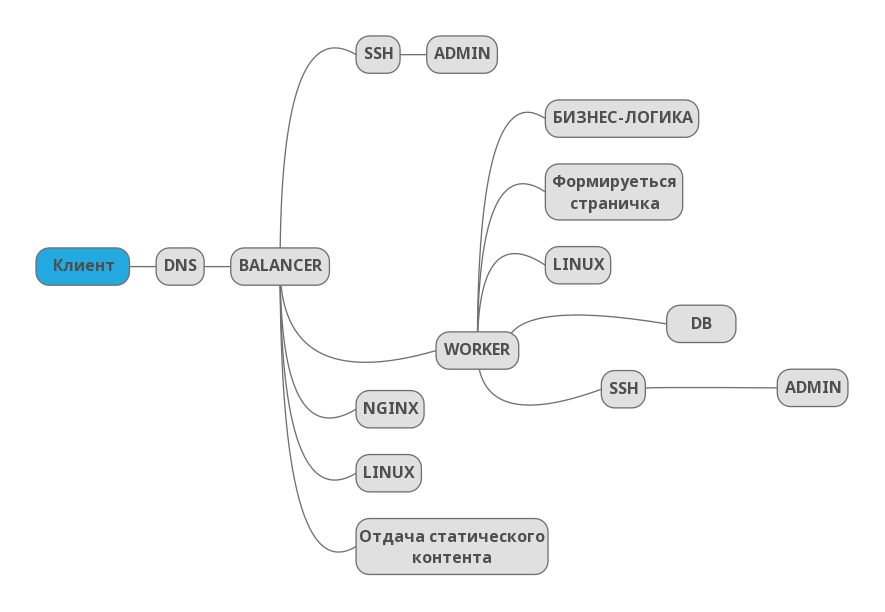 SSH
ADMIN
БИЗНЕС-ЛОГИКА
Формируеться
страничка
Клиент
DNS
BALANCER
LINUX
DB
WORKER
SSH
ADMIN
NGINX
LINUX
Отдача статического
контента